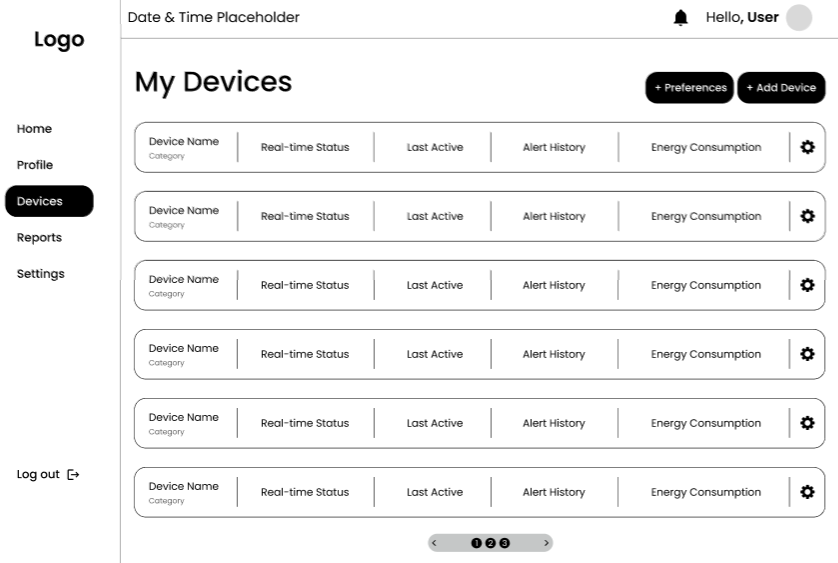 Logo
Date & Time Placeholder
Hello, User
My Devices
+ Preferences
+ Add Device
Home
Profile
Devices
Reports
Settings
Log out
Device Name
Category
Real-time Status
Last Active
Alert History
Energy Consumption
Device Name
Category
Real-time Status
Last Active
Alert History
Energy Consumption
Device Name
Category
Real-time Status
Last Active
Alert History
Energy Consumption
Device Name
Category
Real-time Status
Last Active
Alert History
Energy Consumption
Device Name
Category
Real-time Status
Last Active
Alert History
Energy Consumption
Device Name
Category
Real-time Status
Last Active
Alert History
Energy Consumption
< 1 2 3 >